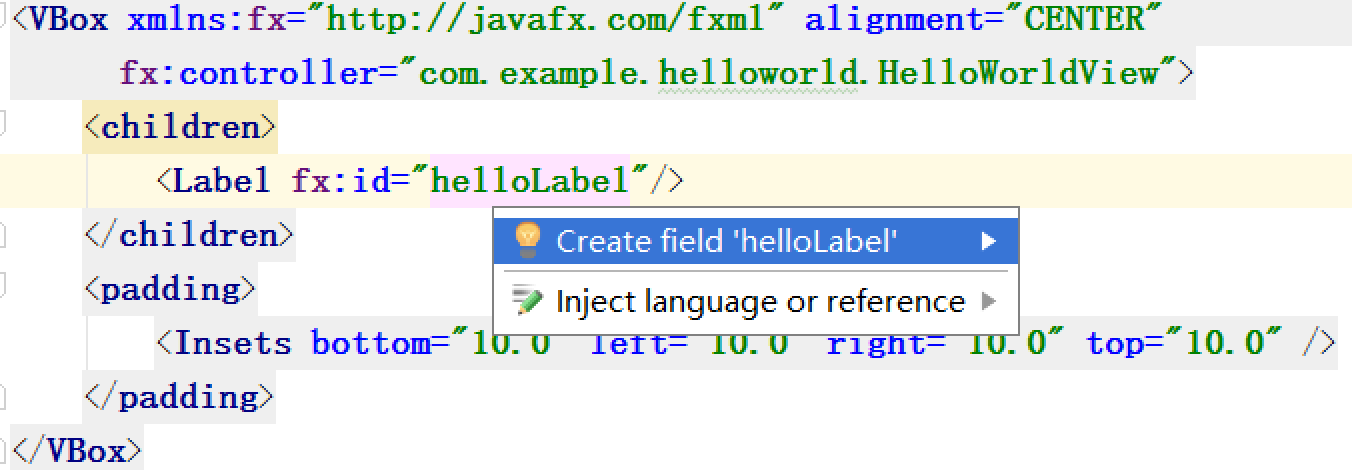 <VBox xmlns:fx="http://javafx.com/fxml" alignment="CENTER"
fx:controller="com.example.helloworld.HelloWorldView">
<children>
<Label fx:id="helloLabel"/>
</children>
Create field 'helloLabel'
<padding>
Inject language or reference
<Insets bottom="10.0" left="10.0" right="10.0" top="10.0" />
</padding>
</VBox>